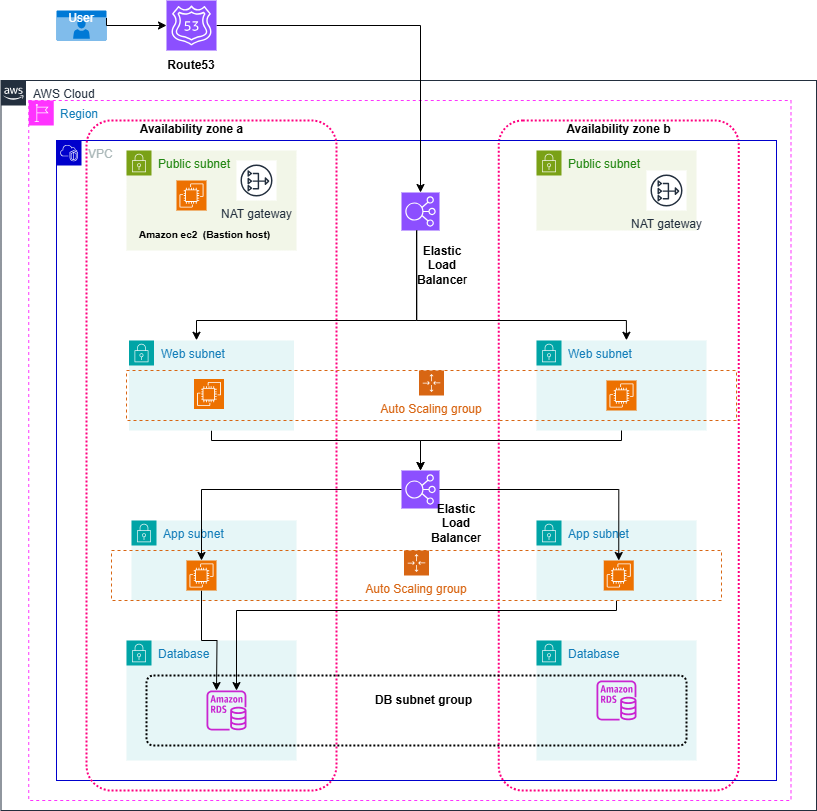 User
53
Route53
aws
AWS Cloud
Region
Availability zone a
Availability zone b
VPC
Public subnet
NAT gateway
Amazon ec2 (Bastion host)
Public subnet
NAT gateway
Elastic
Load
Balancer
Web subnet
Web subnet
Auto Scaling group
Elastic
Load
Balancer
App subnet
App subnet
Auto Scaling group
Database
Database
Amazon
RDS
DB subnet group
Amazon
RDS